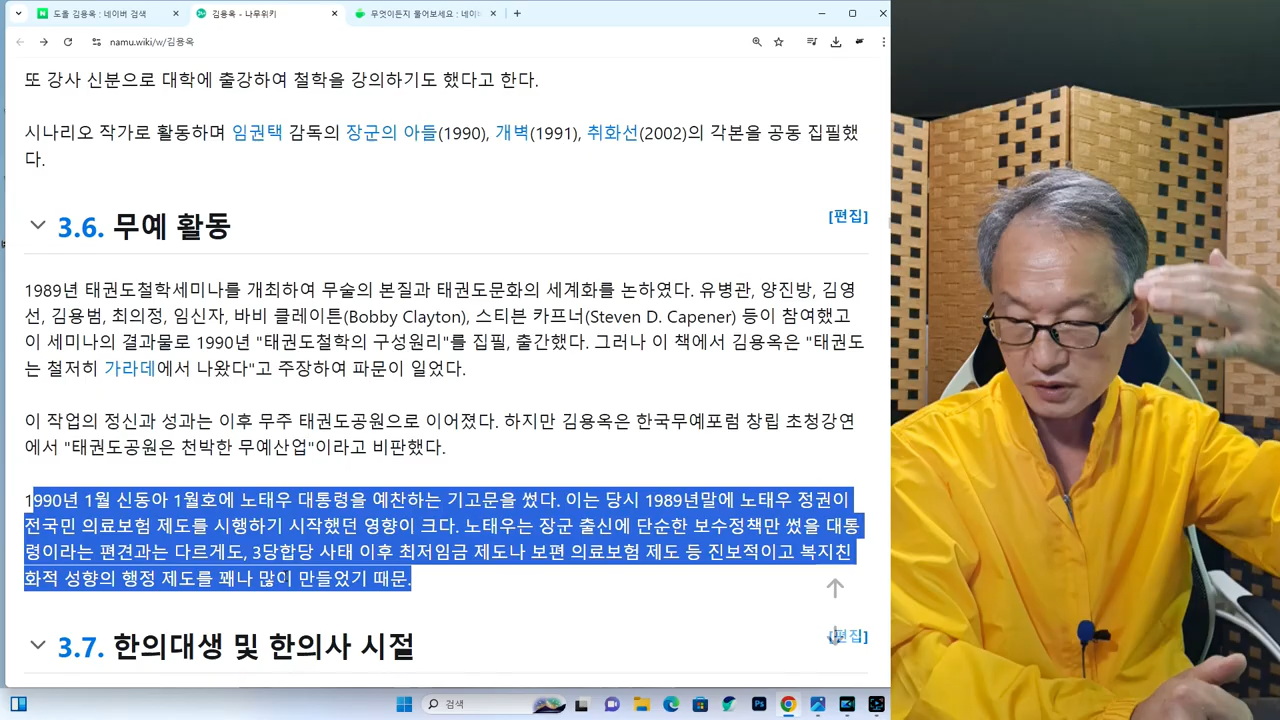 도올 김용옥 : 네이버 검색
김용옥 - 나무위키
무엇이든지 물어보세요 : 네이
namu.wiki/w/김용옥
또 강사 신분으로 대학에 출강하여 철학을 강의하기도 했다고 한다.
시나리오 작가로 활동하며 임권택 감독의 장군의 아들(1990), 개벽(1991), 취화선(2002)의 각본을 공동 집필했
다.
3.6. 무예 활동
[편집]
1989년 태권도철학세미나를 개최하여 무술의 본질과 태권도문화의 세계화를 논하였다. 유병관, 양진방, 김영
선, 김용범, 최의정, 임신자, 바비 클레이튼(Bobby Clayton), 스티븐 카프너(Steven D. Capener) 등이 참여했고
이 세미나의 결과물로 1990년 "태권도철학의 구성원리"를 집필, 출간했다. 그러나 이 책에서 김용옥은 "태권도
는 철저히 가라데에서 나왔다"고 주장하여 파문이 일었다.
이 작업의 정신과 성과는 이후 무주 태권도공원으로 이어졌다. 하지만 김용옥은 한국무예포럼 창립 초청강연
에서 "태권도공원은 천박한 무예산업"이라고 비판했다.
1990년 1월 신동아 1월호에 노태우 대통령을 예찬하는 기고문을 썼다. 이는 당시 1989년말에 노태우 정권이
전국민 의료보험 제도를 시행하기 시작했던 영향이 크다. 노태우는 장군 출신에 단순한 보수정책만 썼을 대통
령이라는 편견과는 다르게도, 3당합당 사태 이후 최저임금 제도나 보편 의료보험 제도 등 진보적이고 복지친
화적 성향의 행정 제도를 꽤나 많이 만들었기 때문.
3.7. 한의대생 및 한의사 시절
[편집]
검색